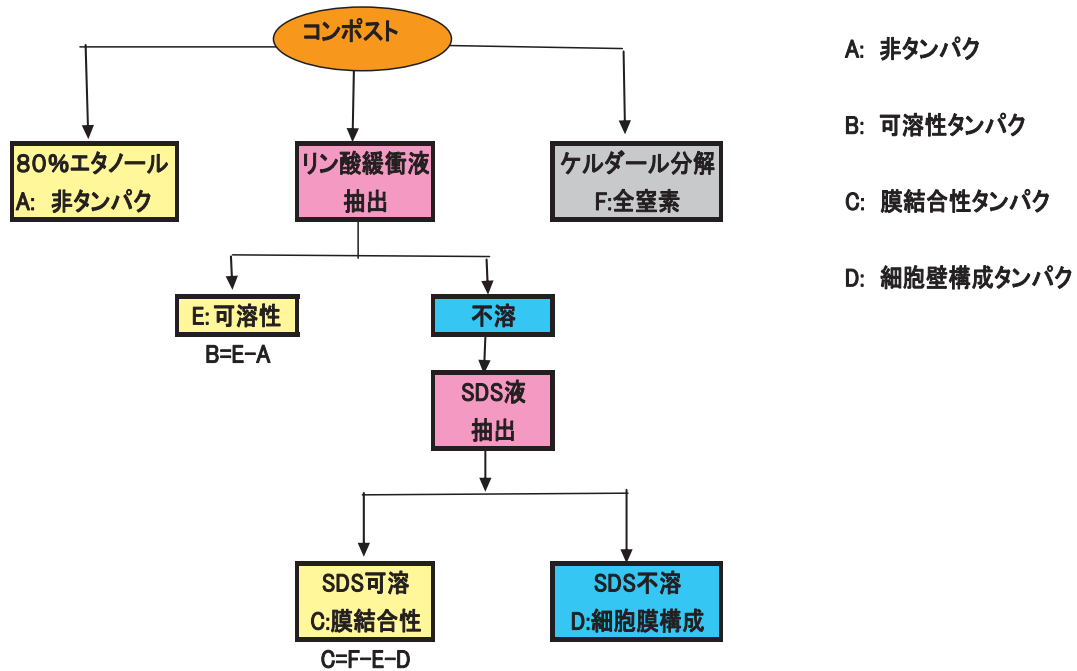 コンポスト
A: 非タンパク
B: 可溶性タンパク
C: 膜結合性タンパク
D: 細胞壁構成タンパク
80%エタノール
A: 非タンパク
リン酸緩衝液
抽出
ケルダール分解
F:全窒素
E:可溶性
B=E-A
不溶
SDS液
抽出
SDS可溶
C:膜結合性
C=F-E-D
SDS不溶
D:細胞膜構成